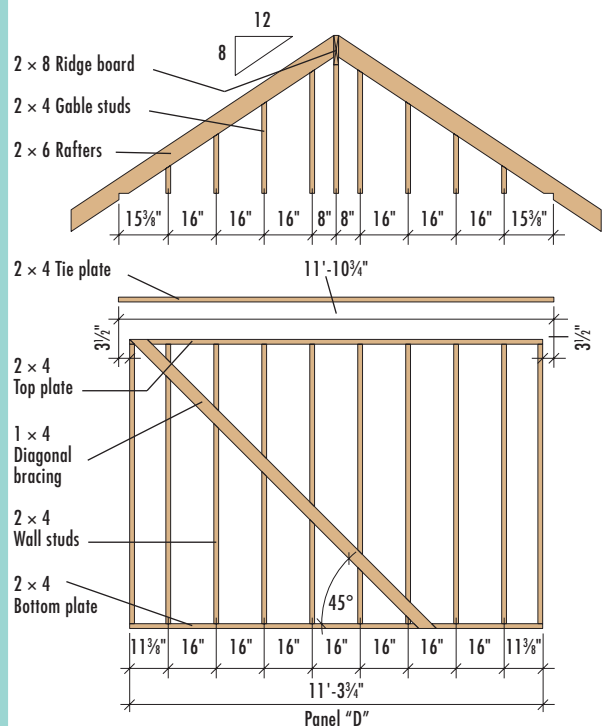 12
8
2 × 8 Ridge board
2 × 4 Gable studs
2 × 6 Rafters
15⅜" 16" 16" 16" 8" 8" 16" 16" 16" 15⅜"
2 × 4 Tie plate
11'-10¾"
3½"
3½"
2 × 4
Top plate
1 × 4
Diagonal
bracing
2 × 4
Wall studs
2 × 4
Bottom plate
45°
11⅜" 16" 16" 16" 16" 16" 16" 16" 11⅜"
11'-3¾"
Panel “D”